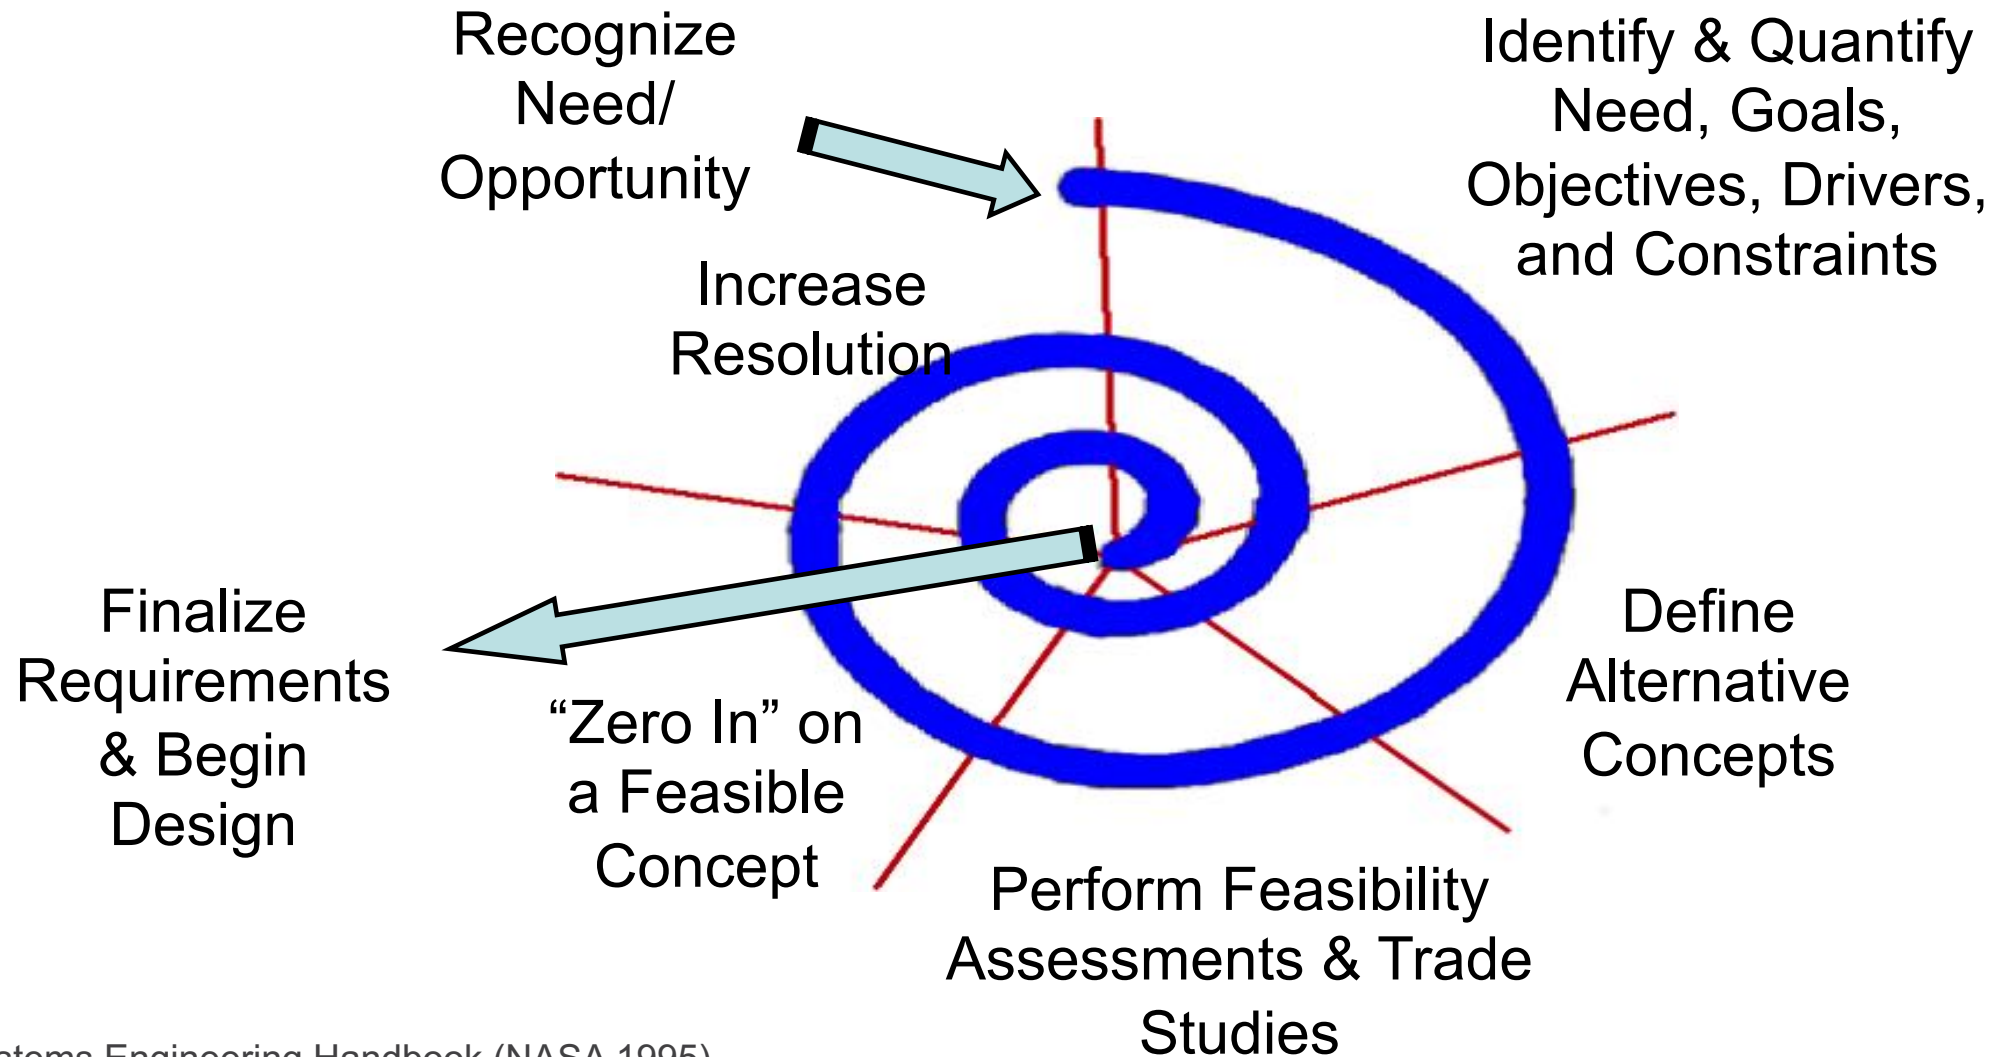 Recognize
Need/
Opportunity
Identify & Quantify
Need, Goals,
Objectives, Drivers,
and Constraints
Increase
Resolution
Define
Alternative
Concepts
Perform Feasibility
Assessments & Trade
Studies
“Zero In” on
a Feasible
Concept
Finalize
Requirements
& Begin
Design
Engineering Handbook (NASA 1995)